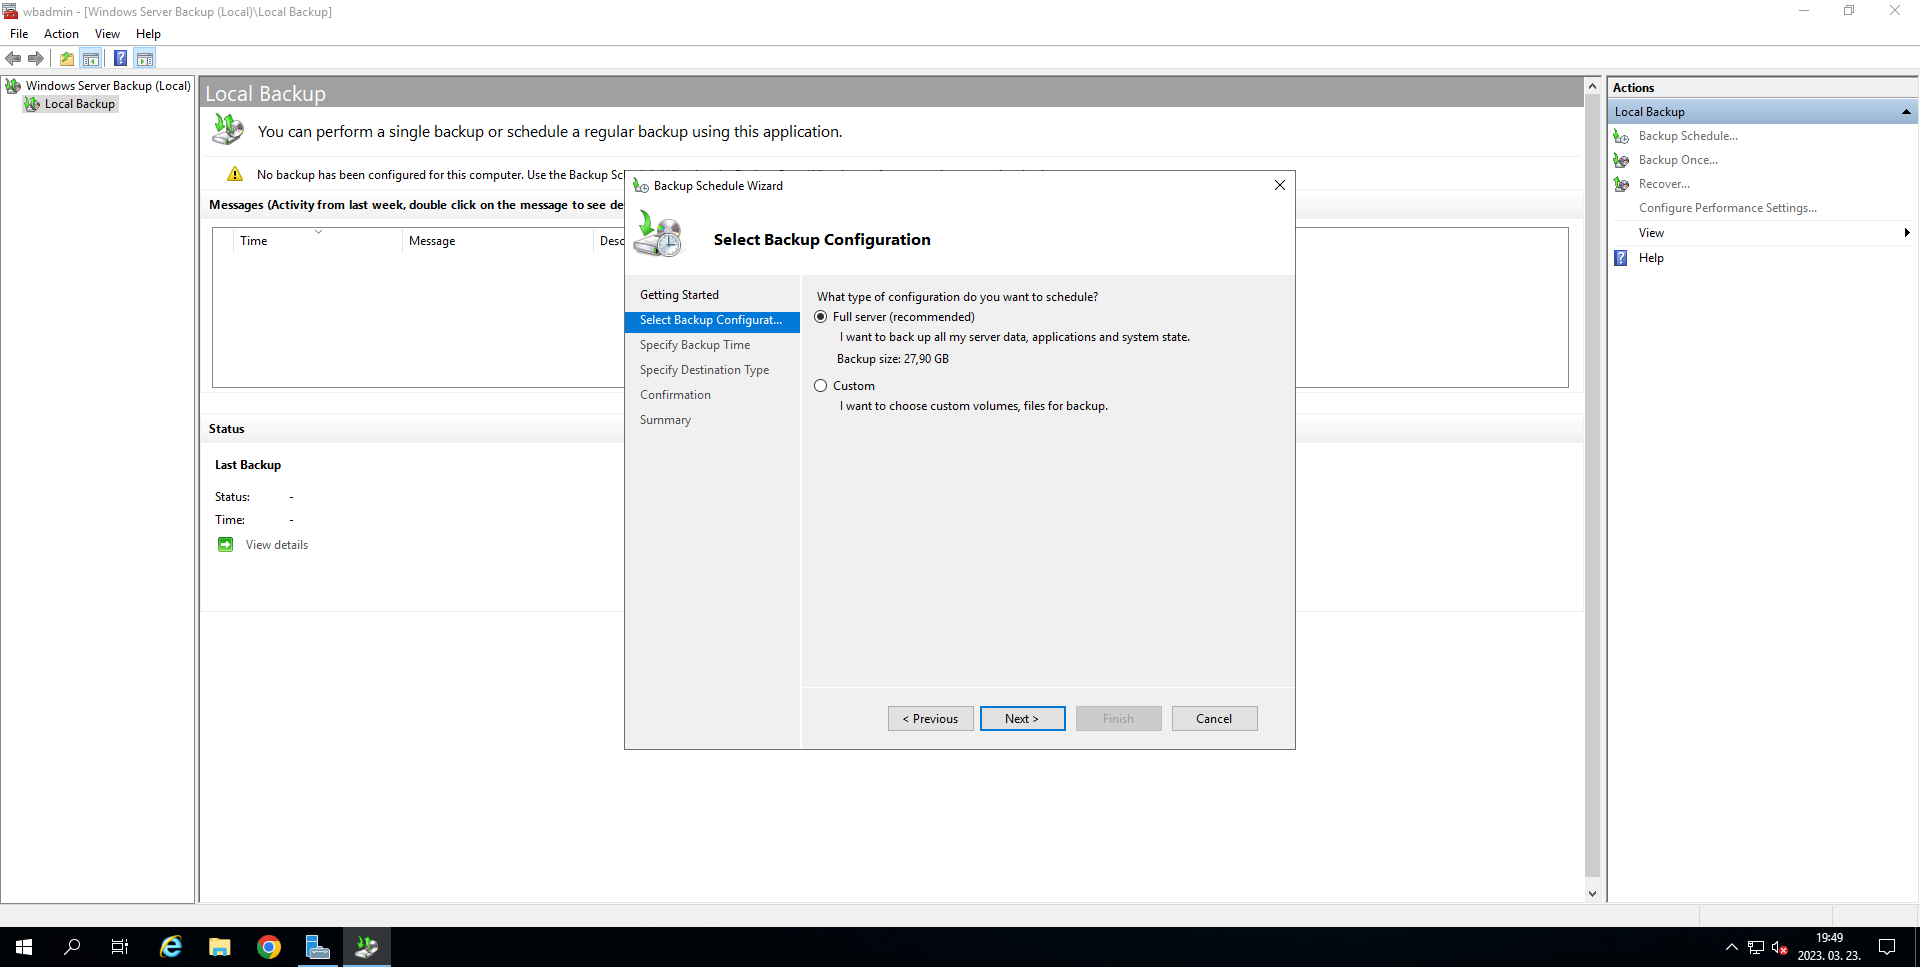 wbadmin - [Windows Server Backup (Local)\Local Backup]
File Action View Help
Windows Server Backup (Local)
Local Backup
Local Backup
You can perform a single backup or schedule a regular backup using this application.
No backup has been configured for this computer. Use the Backup Sc
Messages (Activity from last week, double click on the message to see de
Time Message Desc
Status
Last Backup
Status: -
Time: -
View details
Backup Schedule Wizard
Select Backup Configuration
Getting Started
Select Backup Configurat...
Specify Backup Time
Specify Destination Type
Confirmation
Summary
What type of configuration do you want to schedule?
Full server (recommended)
I want to back up all my server data, applications and system state.
Backup size: 27,90 GB
Custom
I want to choose custom volumes, files for backup.
< Previous Next > Finish Cancel
Actions
Local Backup
Backup Schedule...
Backup Once...
Recover...
Configure Performance Settings...
View
Help
19:49
2023. 03. 23.